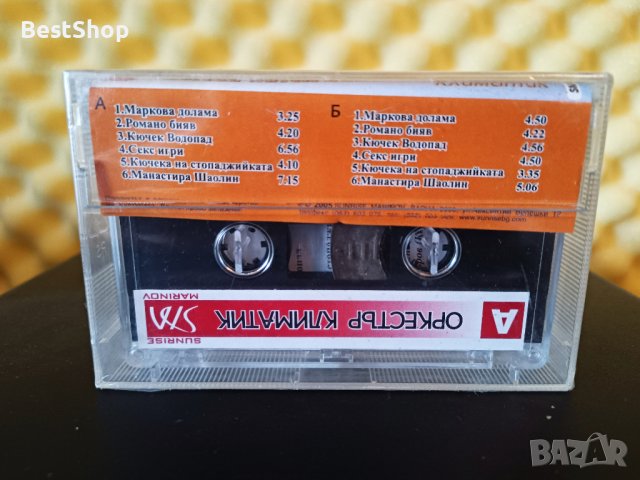 BestShop
А
1.Маркова долама 3.25
2.Романо бияв
3.Кючек Водопад 4.20
4.Секс игри 6.56
5.Кючека на стопаджийката 4.10
6.Манастира Шаолин 7.15
Б
1.Маркова долама 4.50
2.Романо бияв 4.22
3.Кючек Водопад 4.56
4.Секс игри 4.50
5.Кючека на стопаджийката 3.35
6.Манастира Шаолин 5.06
www.sunrisebg.com
А
ОРКЕСТЪР КЛИМАТИК
SUNRISE
MARINOV
BAZAR